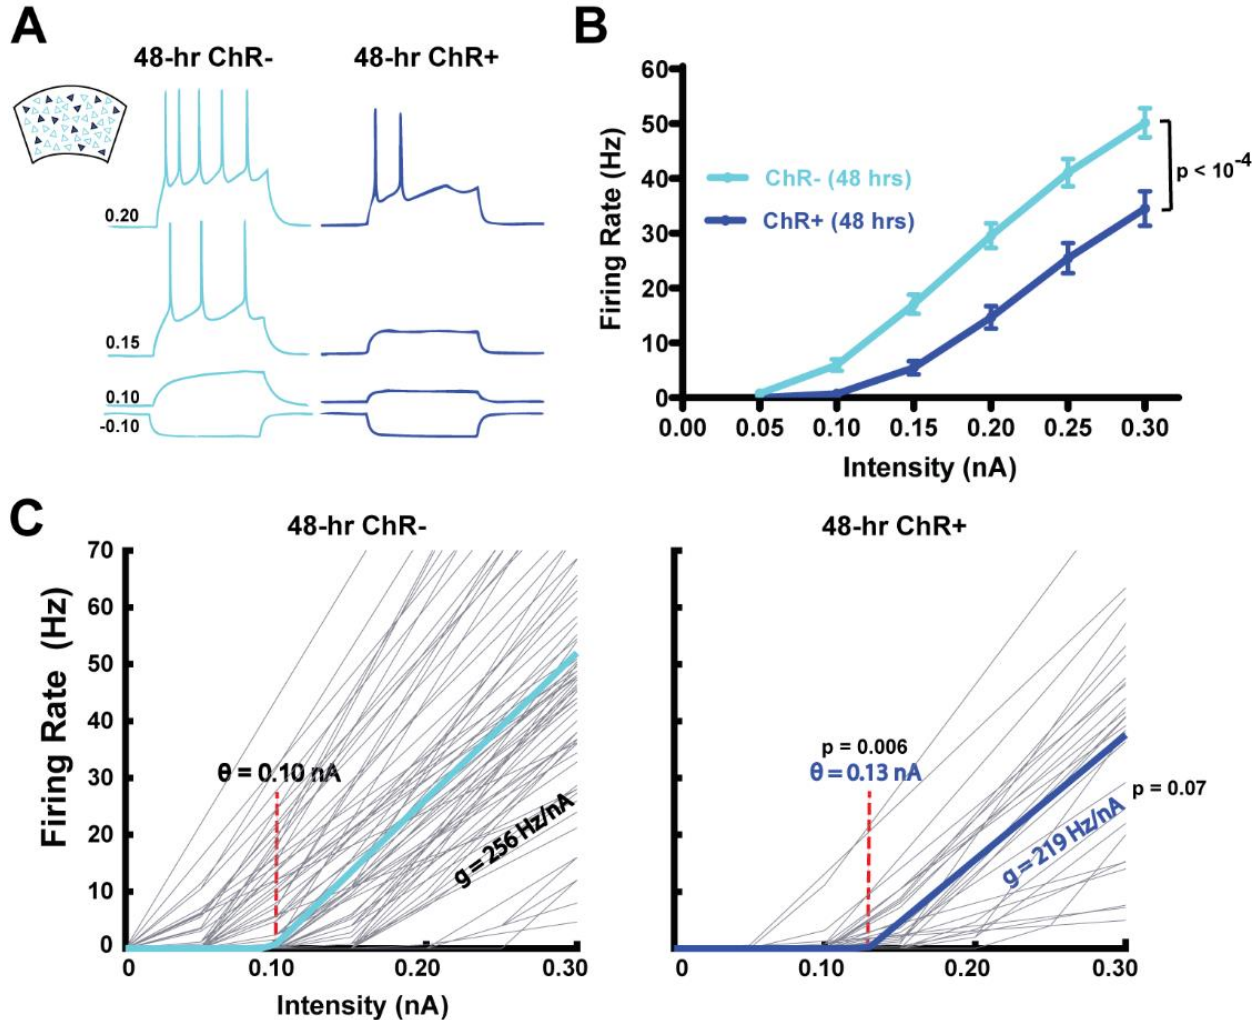 A
48-hr ChR-
48-hr ChR+
0.20
0.15
0.10
-0.10
B
60
50
40
30
20
10
0
Firing Rate (Hz)
ChR- (48 hrs)
ChR+ (48 hrs)
p < 10-4
0.00 0.05 0.10 0.15 0.20 0.25 0.30
Intensity (nA)
C
48-hr ChR-
70
60
50
40
30
20
10
0
Firing Rate (Hz)
θ = 0.10 nA
g = 256 Hz/nA
0 0.10 0.20 0.30
Intensity (nA)
48-hr ChR+
p = 0.006
θ = 0.13 nA
p = 0.07
g = 219 Hz/nA
0 0.10 0.20 0.30